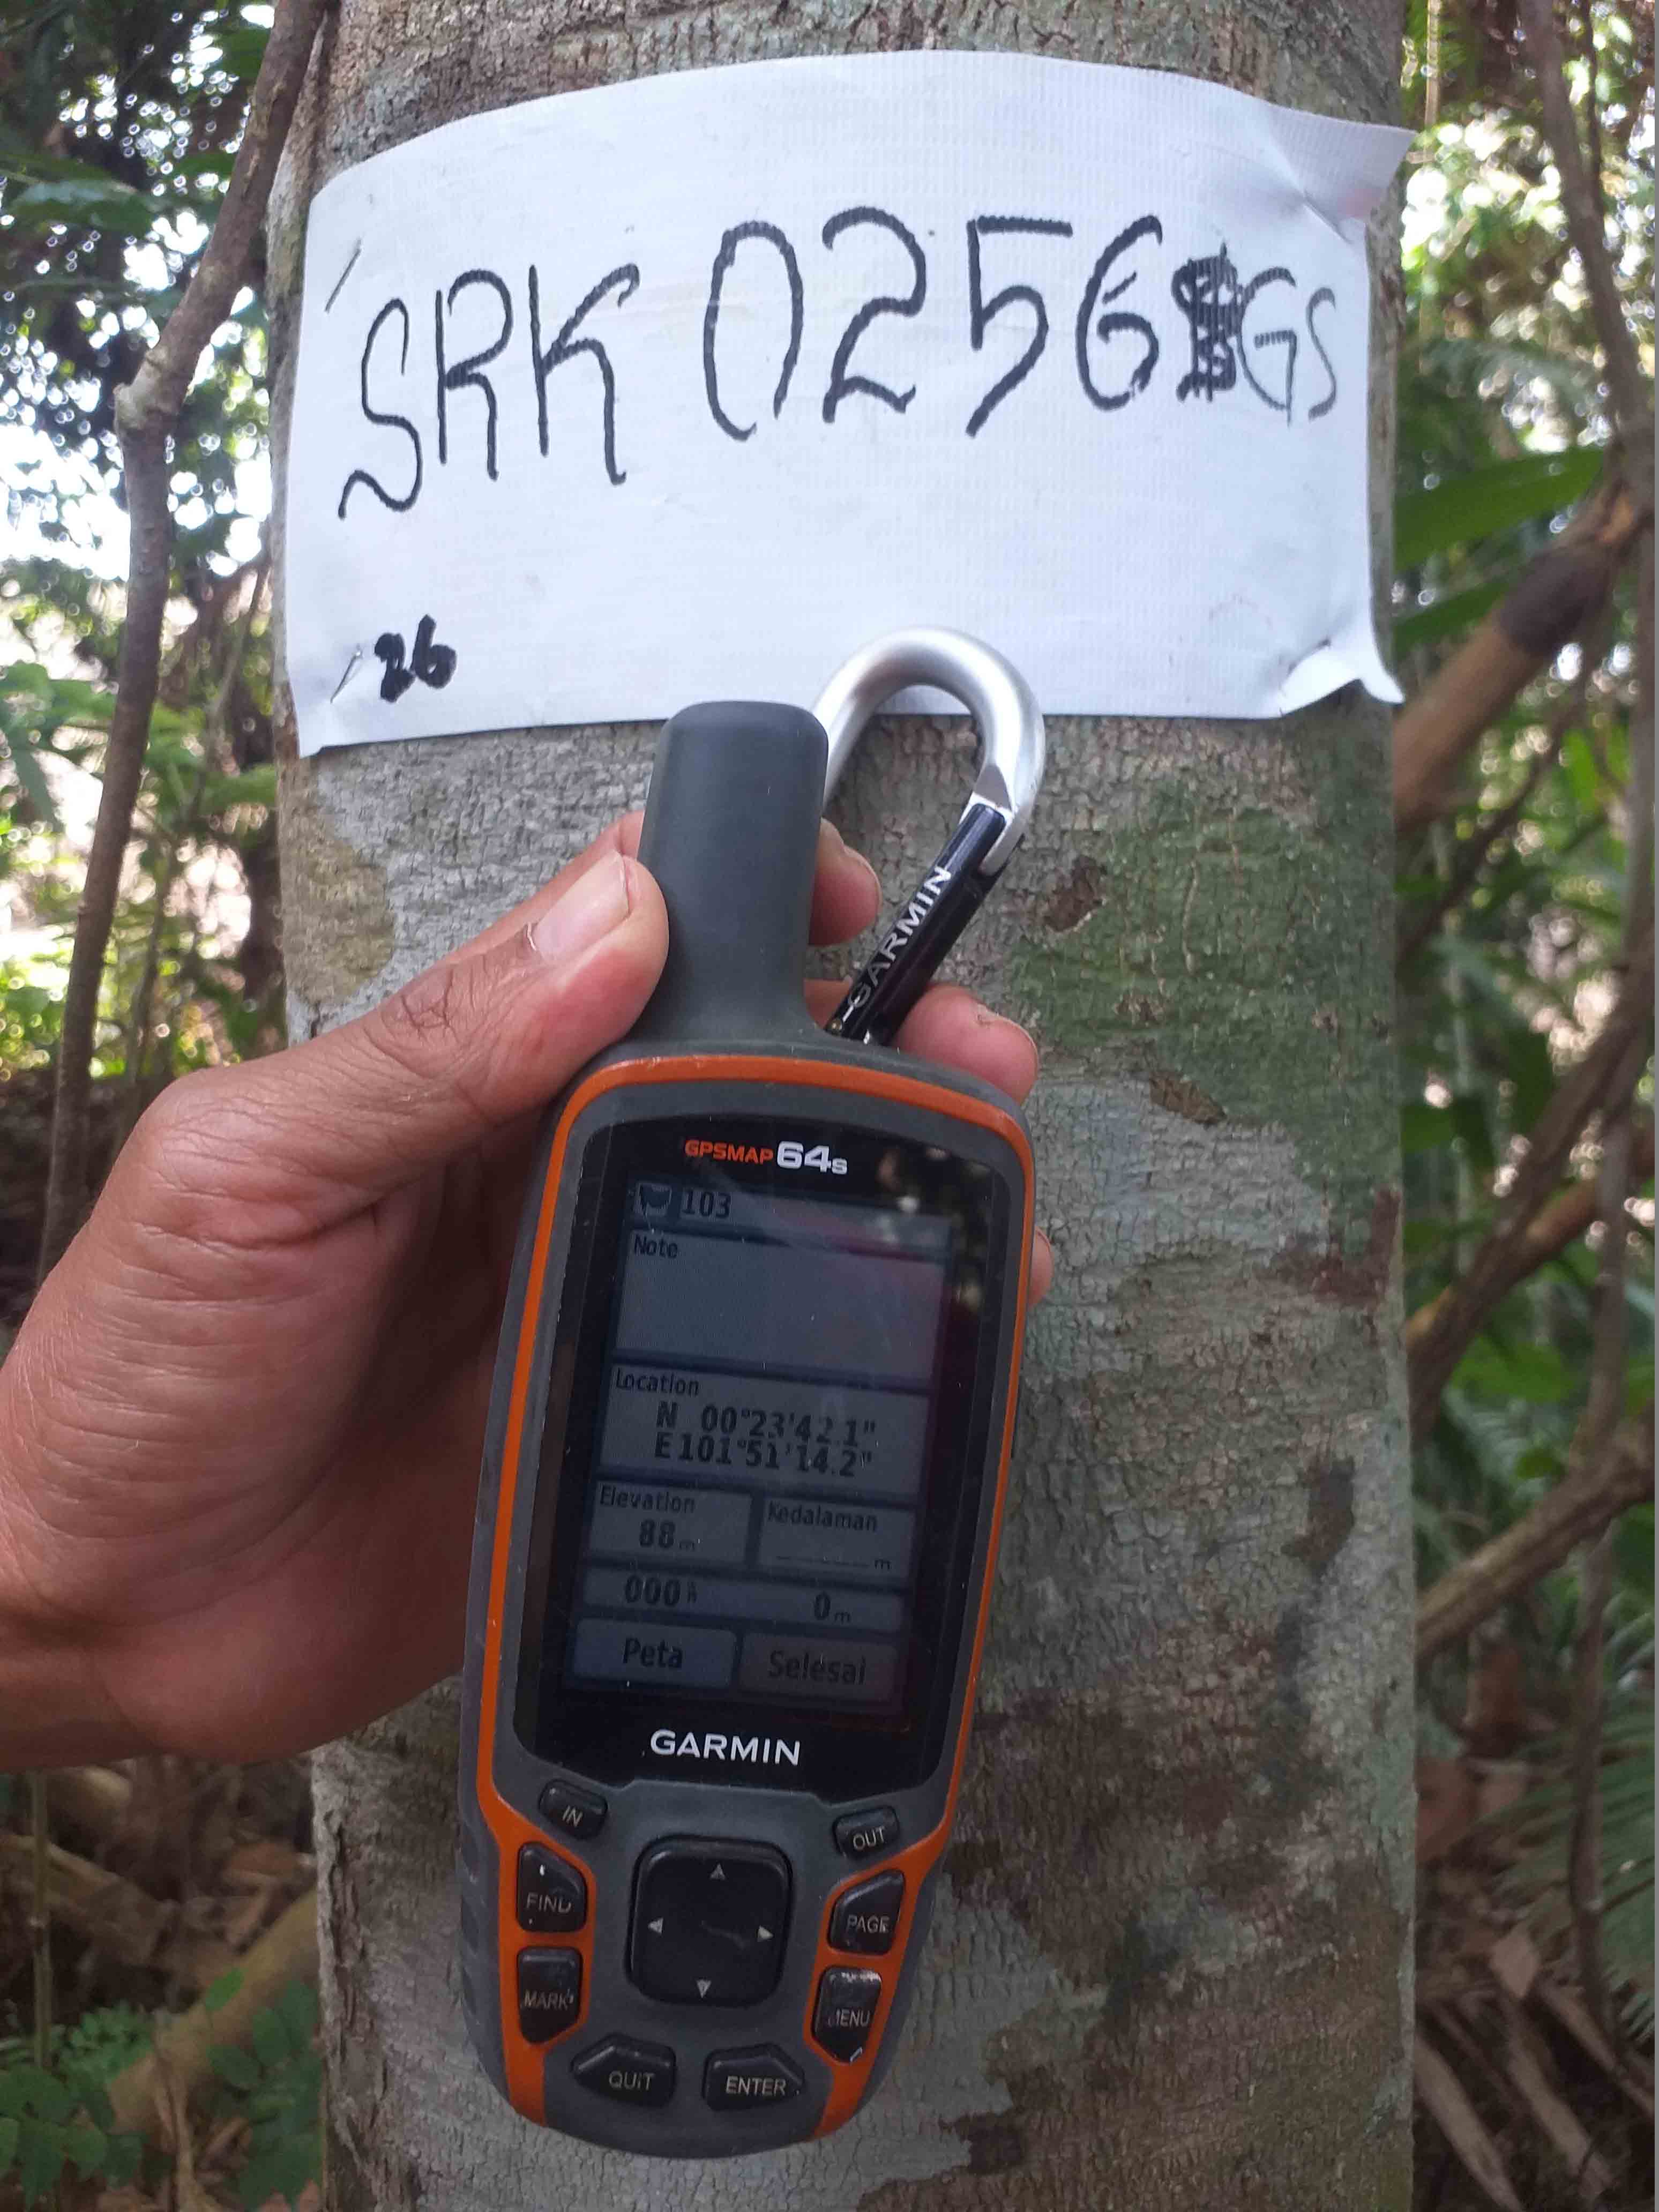 SRK 0256 GS
26
GARMIN
GPSMAP 64s
103
Note
Location
N 00°23'42.1"
E 101°51'14.2"
Elevation
Kedalaman
88 m
_____ m
000°
0 m
Peta
Selesai
GARMIN
IN
OUT
FIND
PAGE
MARK
MENU
QUIT
ENTER